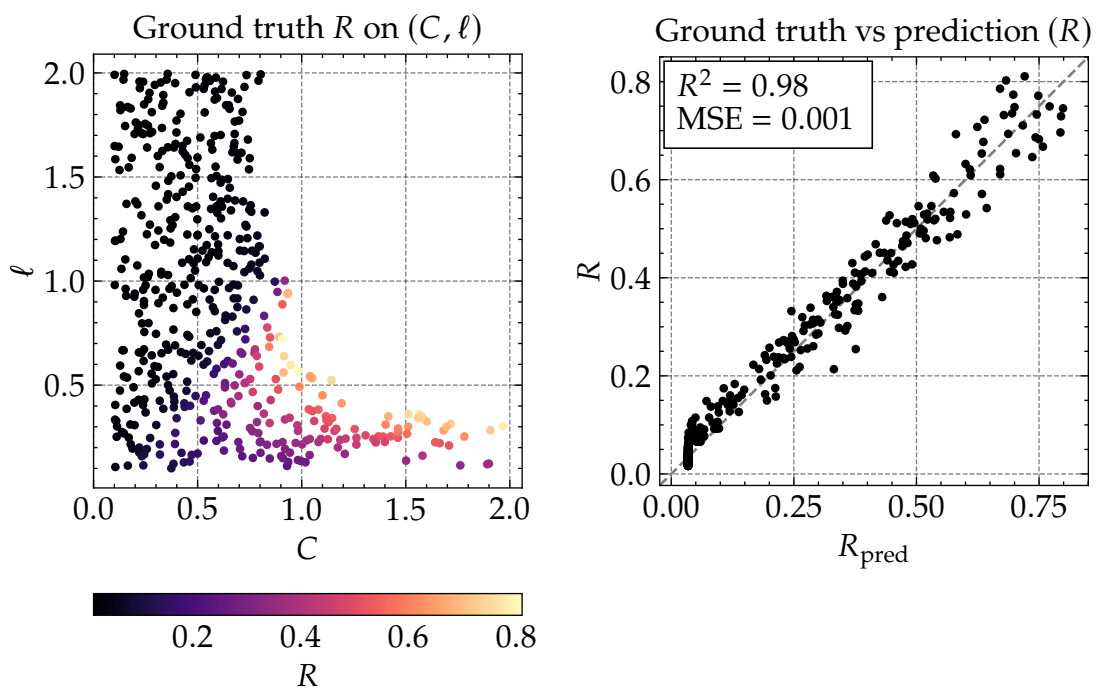 Ground truth R on (C, ℓ)
2.0
1.5
1.0
0.5
ℓ
0.0 0.5 1.0 1.5 2.0
C
0.2 0.4 0.6 0.8
R
Ground truth vs prediction (R)
R² = 0.98
MSE = 0.001
0.8
0.6
0.4
0.2
0.0
R
0.00 0.25 0.50 0.75
R_pred